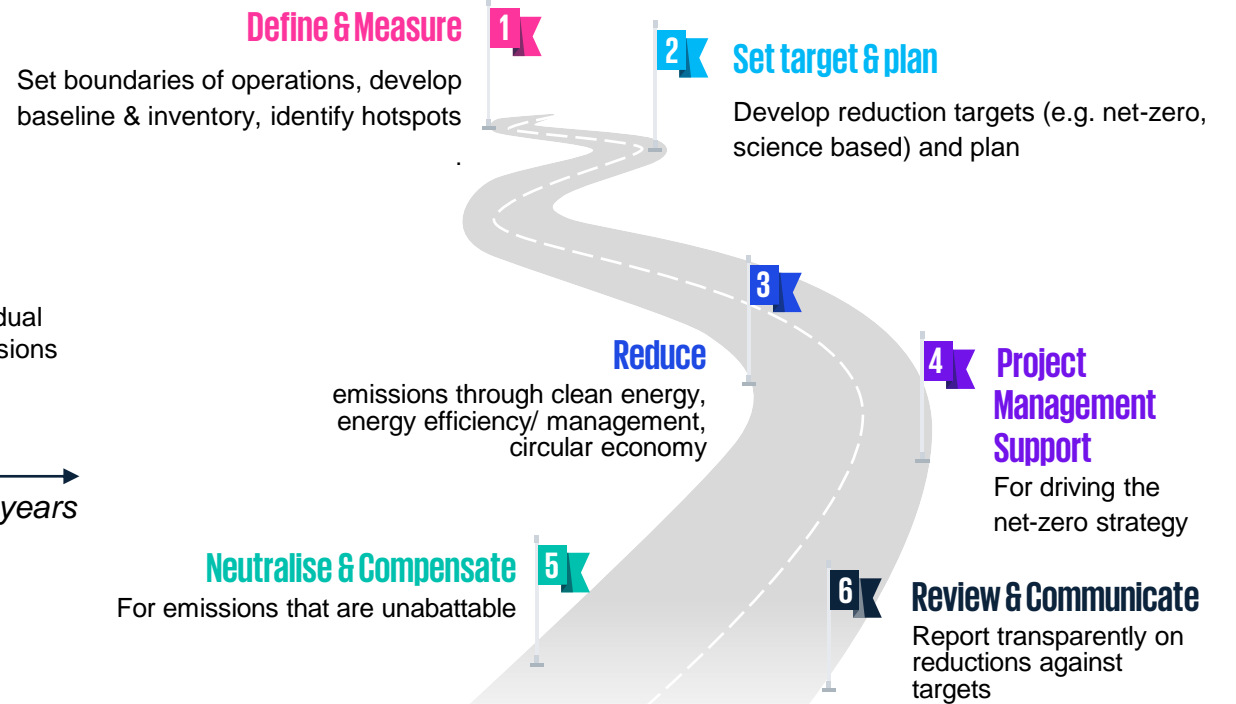 1
Define & Measure
Set boundaries of operations, develop
baseline & inventory, identify hotspots
.
2
Set target & plan
Develop reduction targets (e.g. net-zero,
science based) and plan
3
Reduce
emissions through clean energy,
energy efficiency/ management,
circular economy
4
Project
Management
Support
For driving the
net-zero strategy
years
5
Neutralise & Compensate
For emissions that are unabattable
6
Review & Communicate
Report transparently on
reductions against
targets